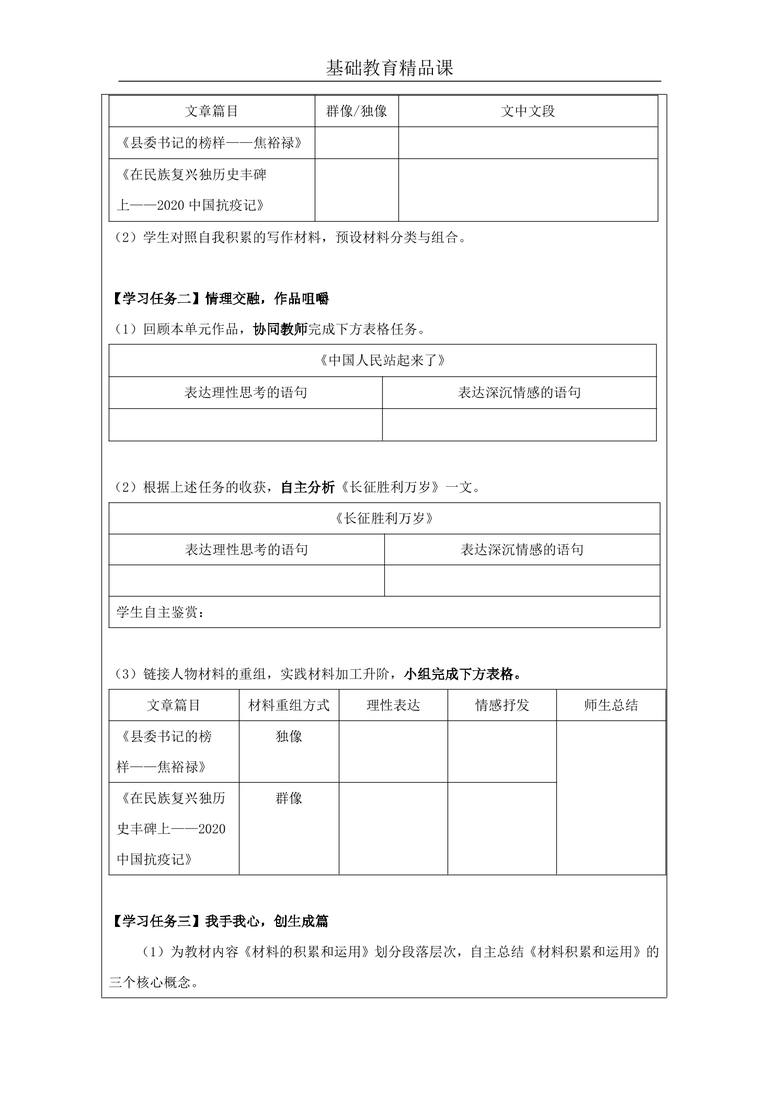 基础教育精品课
文章篇目 群像/独像 文中文段
《县委书记的榜样——焦裕禄》
《在民族复兴独历史丰碑
上——2020 中国抗疫记》
（2）学生对照自我积累的写作材料，预设材料分类与组合。
【学习任务二】情理交融，作品咀嚼
（1）回顾本单元作品，协同教师完成下方表格任务。
《中国人民站起来了》
表达理性思考的语句 表达深沉情感的语句
（2）根据上述任务的收获，自主分析《长征胜利万岁》一文。
《长征胜利万岁》
表达理性思考的语句 表达深沉情感的语句
学生自主鉴赏：
（3）链接人物材料的重组，实践材料加工升阶，小组完成下方表格。
文章篇目 材料重组方式 理性表达 情感抒发 师生总结
《县委书记的榜 独像
样——焦裕禄》
《在民族复兴独历 群像
史丰碑上——2020
中国抗疫记》
【学习任务三】我手我心，创生成篇
（1）为教材内容《材料的积累和运用》划分段落层次，自主总结《材料积累和运用》的
三个核心概念。